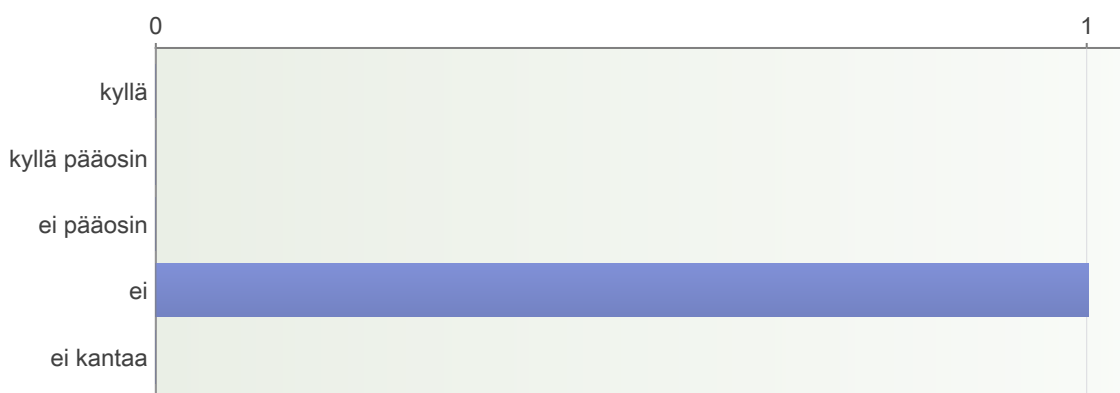 0 1
kyllä
kyllä pääosin
ei pääosin
ei
ei kantaa